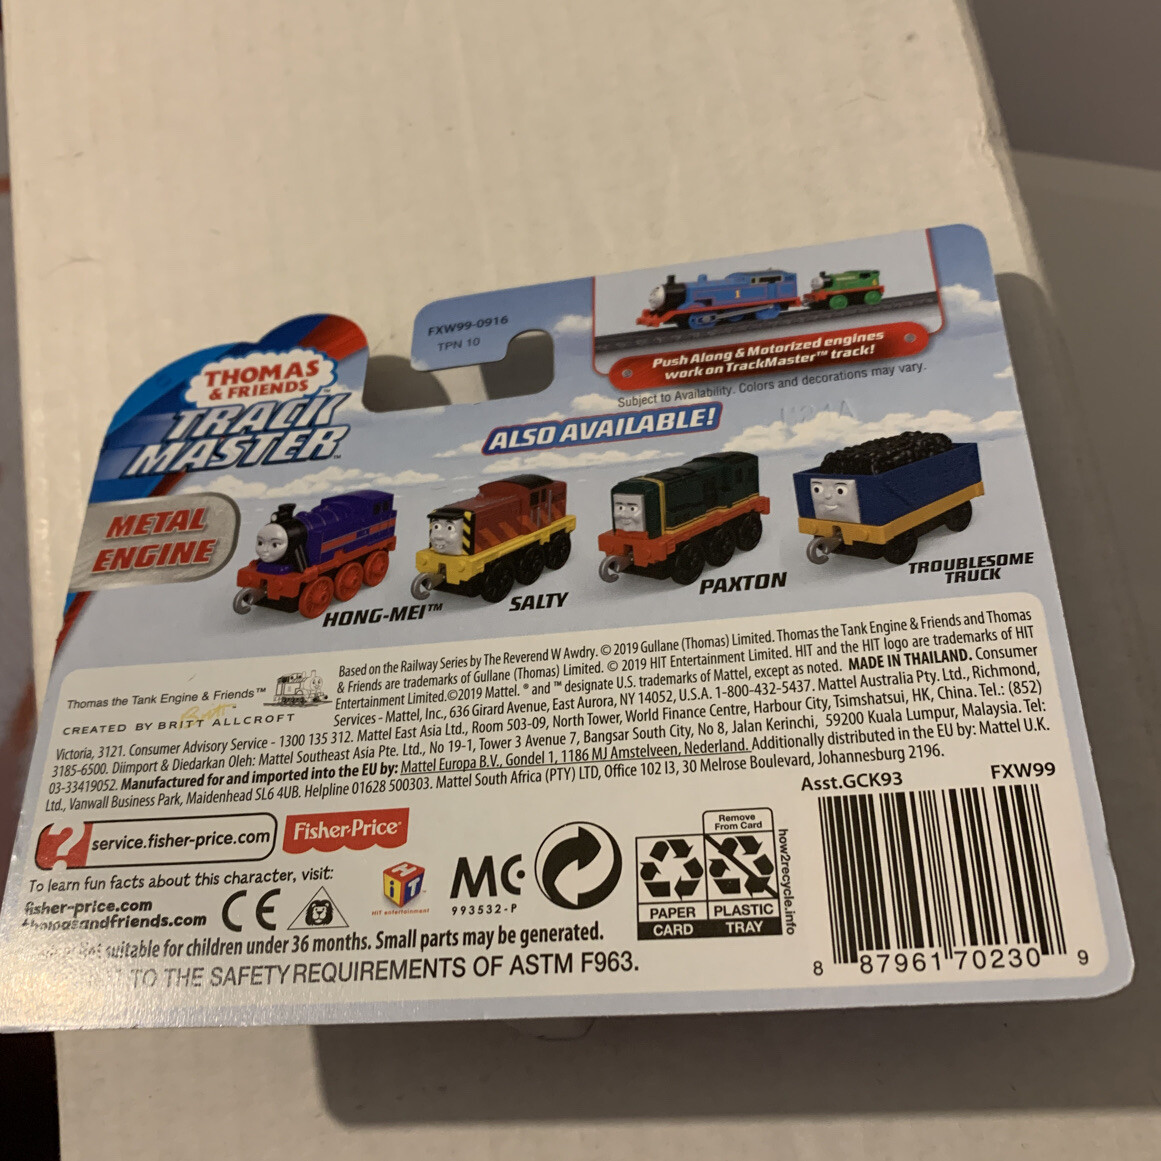 FXW99-0916
TPN 10
Push Along & Motorized engines
work on TrackMaster™ track!
Subject to Availability. Colors and decorations may vary.
THOMAS
& FRIENDS™
TRACK
MASTER™
ALSO AVAILABLE!
METAL
ENGINE
HONG-MEI™
SALTY
PAXTON
TROUBLESOME
TRUCK
Thomas the Tank Engine & Friends™
CREATED BY BRITT ALLCROFT
Based on the Railway Series by The Reverend W Awdry. © 2019 Gullane (Thomas) Limited. Thomas the Tank Engine & Friends and Thomas
& Friends are trademarks of Gullane (Thomas) Limited. © 2019 HIT Entertainment Limited. HIT and the HIT logo are trademarks of HIT
Entertainment Limited.©2019 Mattel. ® and ™ designate U.S. trademarks of Mattel, except as noted. MADE IN THAILAND. Consumer
Services - Mattel, Inc., 636 Girard Avenue, East Aurora, NY 14052, U.S.A. 1-800-432-5437. Mattel Australia Pty. Ltd., Richmond,
Victoria, 3121. Consumer Advisory Service - 1300 135 312. Mattel East Asia Ltd., Room 503-09, North Tower, World Finance Centre, Harbour City, Tsimshatsui, HK, China. Tel.: (852)
3185-6500. Diimport & Diedarkan Oleh: Mattel Southeast Asia Pte. Ltd., No 19-1, Tower 3 Avenue 7, Bangsar South City, No 8, Jalan Kerinchi, 59200 Kuala Lumpur, Malaysia. Tel:
03-33419052. Manufactured for and imported into the EU by: Mattel Europa B.V., Gondel 1, 1186 MJ Amstelveen, Nederland. Additionally distributed in the EU by: Mattel U.K.
Ltd., Vanwall Business Park, Maidenhead SL6 4UB. Helpline 01628 500303. Mattel South Africa (PTY) LTD, Office 102 I3, 30 Melrose Boulevard, Johannesburg 2196.
Asst.GCK93
FXW99
? service.fisher-price.com
Fisher-Price®
To learn fun facts about this character, visit:
fisher-price.com
thomasandfriends.com
CE
HiT™
HIT entertainment
MC
993532-P
Remove
From Card
PAPER
CARD
PLASTIC
TRAY
how2recycle.info
not suitable for children under 36 months. Small parts may be generated.
TO THE SAFETY REQUIREMENTS OF ASTM F963.
8 87961 70230 9